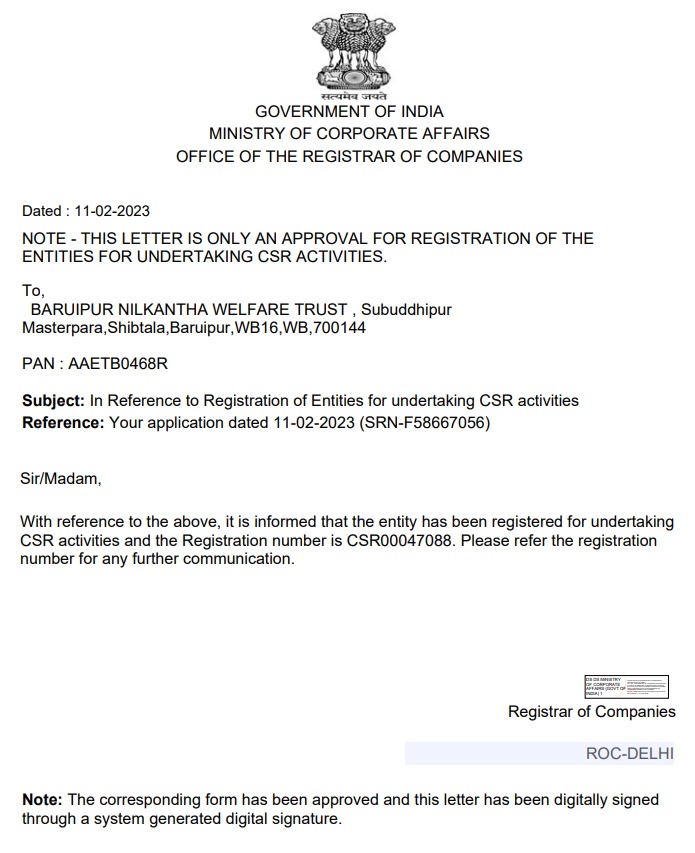 सत्यमेव जयते
GOVERNMENT OF INDIA
MINISTRY OF CORPORATE AFFAIRS
OFFICE OF THE REGISTRAR OF COMPANIES
Dated : 11-02-2023
NOTE - THIS LETTER IS ONLY AN APPROVAL FOR REGISTRATION OF THE
ENTITIES FOR UNDERTAKING CSR ACTIVITIES.
To,
BARUIPUR NILKANTHA WELFARE TRUST , Subuddhipur
Masterpara,Shibtala,Baruipur,WB16,WB,700144
PAN : AAETB0468R
Subject: In Reference to Registration of Entities for undertaking CSR activities
Reference: Your application dated 11-02-2023 (SRN-F58667056)
Sir/Madam,
With reference to the above, it is informed that the entity has been registered for undertaking
CSR activities and the Registration number is CSR00047088. Please refer the registration
number for any further communication.
DS DS MINISTRY
OF CORPORATE
AFFAIRS (GOVT OF
INDIA) 1
Registrar of Companies
ROC-DELHI
Note: The corresponding form has been approved and this letter has been digitally signed
through a system generated digital signature.